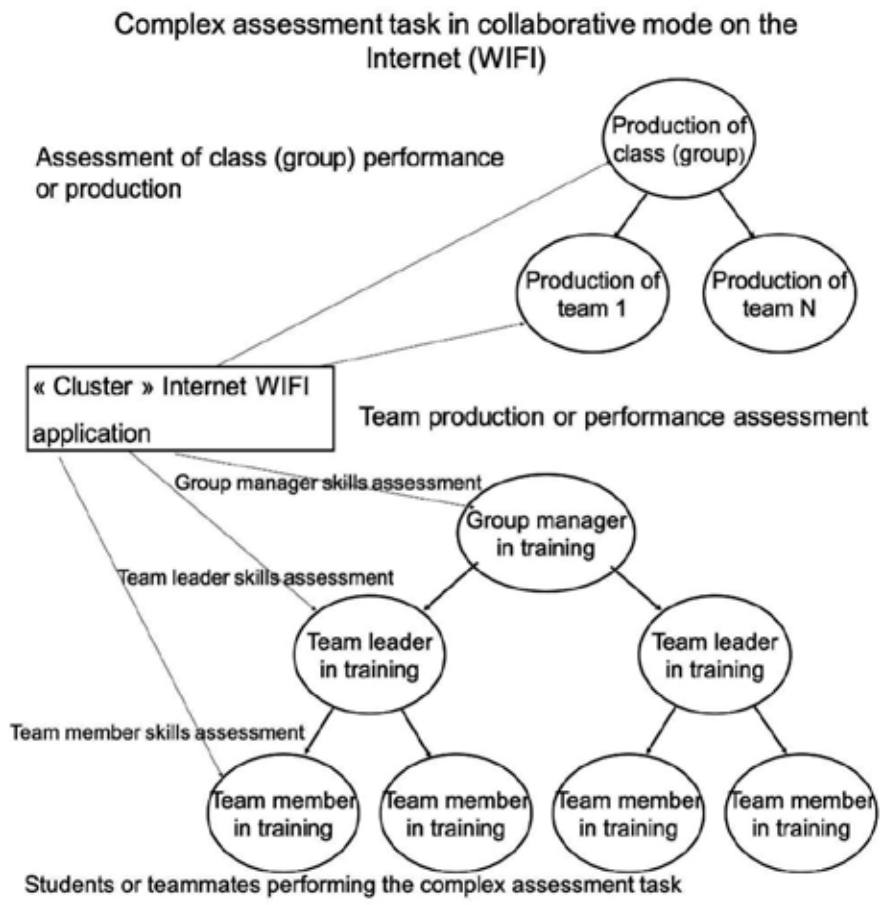 Complex assessment task in collaborative mode on the
Internet (WIFI)
Production of
class (group)
Assessment of class (group) performance
or production
Production of
team 1
Production of
team N
« Cluster » Internet WIFI
application
Team production or performance assessment
Group manager skills assessment
Group manager
in training
Team leader skills assessment
Team leader
in training
Team leader
in training
Team member skills assessment
Team member
in training
Team member
in training
Team member
in training
Team member
in training
Students or teammates performing the complex assessment task